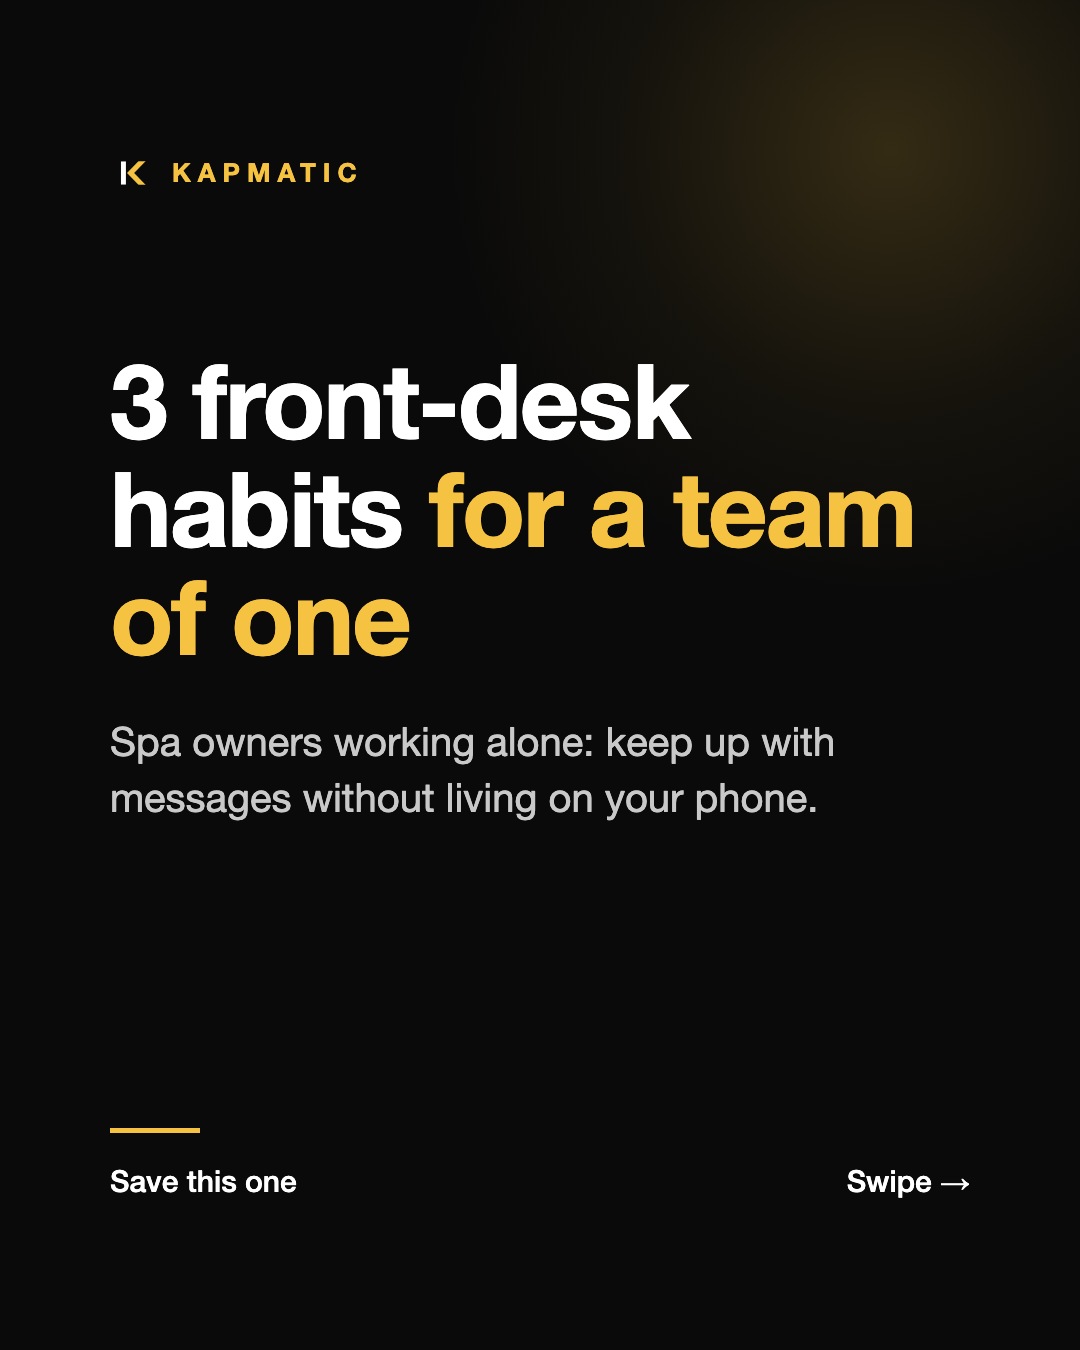 KAPMATIC
3 front-desk
habits for a team
of one
Spa owners working alone: keep up with
messages without living on your phone.
Save this one
Swipe →